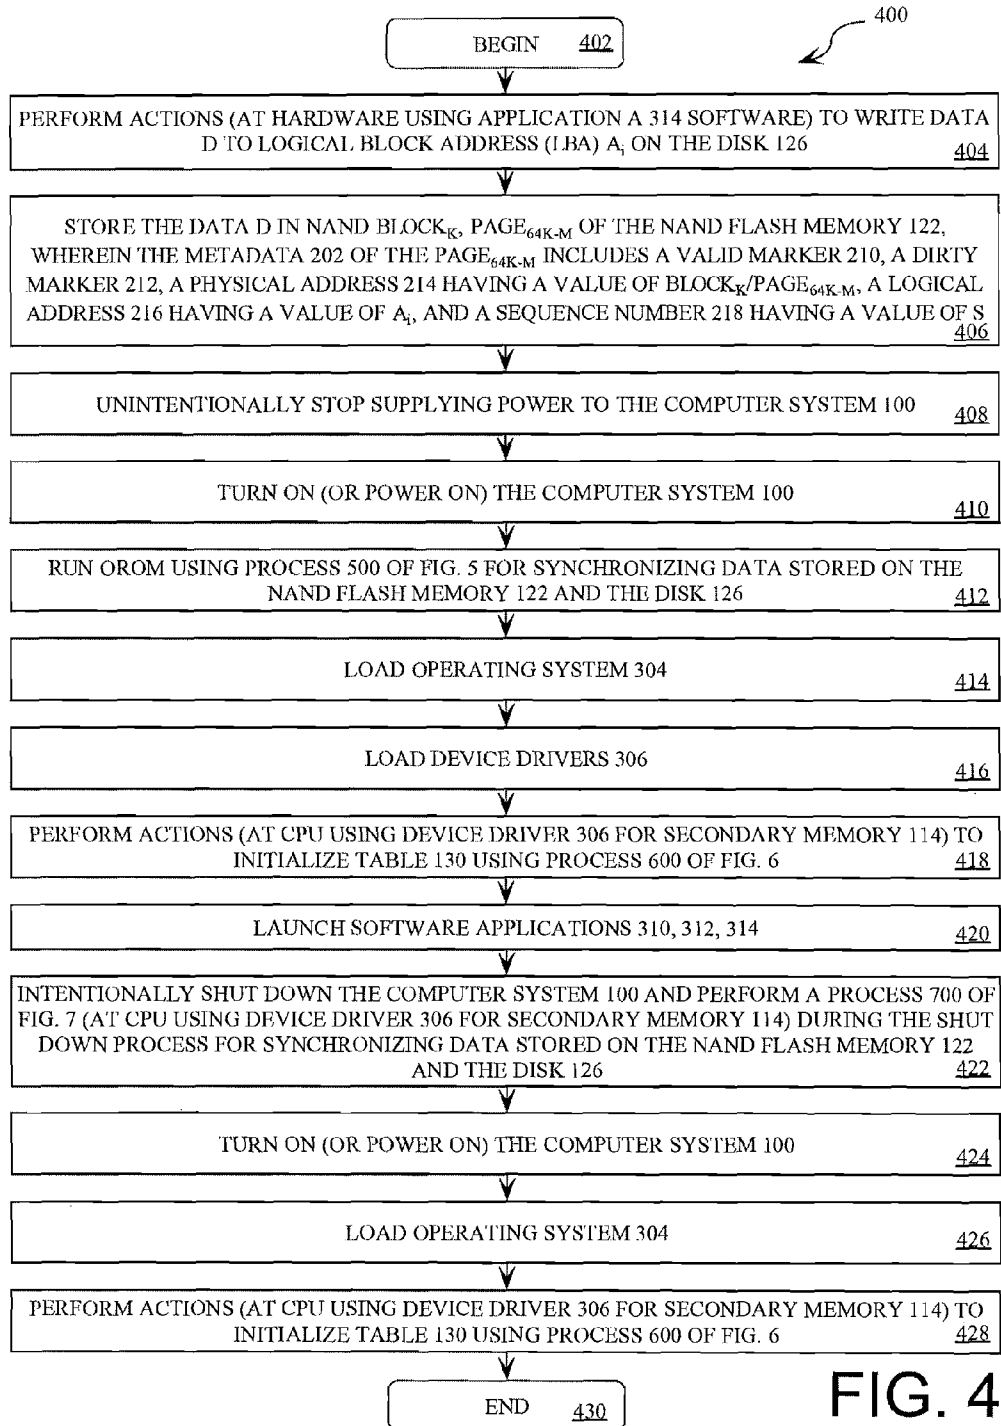 400
BEGIN 402
PERFORM ACTIONS (AT HARDWARE USING APPLICATION A 314 SOFTWARE) TO WRITE DATA
D TO LOGICAL BLOCK ADDRESS (LBA) Ai ON THE DISK 126
404
STORE THE DATA D IN NAND BLOCKK, PAGE64K-M OF THE NAND FLASH MEMORY 122,
WHEREIN THE METADATA 202 OF THE PAGE64K-M INCLUDES A VALID MARKER 210, A DIRTY
MARKER 212, A PHYSICAL ADDRESS 214 HAVING A VALUE OF BLOCKK/PAGE64K-M, A LOGICAL
ADDRESS 216 HAVING A VALUE OF Ai, AND A SEQUENCE NUMBER 218 HAVING A VALUE OF S
406
UNINTENTIONALLY STOP SUPPLYING POWER TO THE COMPUTER SYSTEM 100
408
TURN ON (OR POWER ON) THE COMPUTER SYSTEM 100
410
RUN OROM USING PROCESS 500 OF FIG. 5 FOR SYNCHRONIZING DATA STORED ON THE
NAND FLASH MEMORY 122 AND THE DISK 126
412
LOAD OPERATING SYSTEM 304
414
LOAD DEVICE DRIVERS 306
416
PERFORM ACTIONS (AT CPU USING DEVICE DRIVER 306 FOR SECONDARY MEMORY 114) TO
INITIALIZE TABLE 130 USING PROCESS 600 OF FIG. 6
418
LAUNCH SOFTWARE APPLICATIONS 310, 312, 314
420
INTENTIONALLY SHUT DOWN THE COMPUTER SYSTEM 100 AND PERFORM A PROCESS 700 OF
FIG. 7 (AT CPU USING DEVICE DRIVER 306 FOR SECONDARY MEMORY 114) DURING THE SHUT
DOWN PROCESS FOR SYNCHRONIZING DATA STORED ON THE NAND FLASH MEMORY 122
AND THE DISK 126
422
TURN ON (OR POWER ON) THE COMPUTER SYSTEM 100
424
LOAD OPERATING SYSTEM 304
426
PERFORM ACTIONS (AT CPU USING DEVICE DRIVER 306 FOR SECONDARY MEMORY 114) TO
INITIALIZE TABLE 130 USING PROCESS 600 OF FIG. 6
428
END 430
FIG. 4